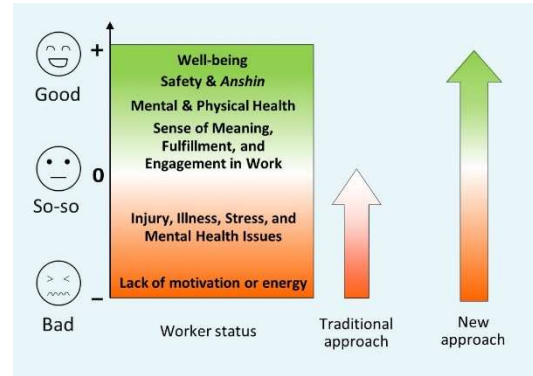 +
Good
0
So-so
−
Bad
Well-being
Safety & Anshin
Mental & Physical Health
Sense of Meaning,
Fulfillment, and
Engagement in Work
Injury, Illness, Stress, and
Mental Health Issues
Lack of motivation or energy
Worker status
Traditional
approach
New
approach